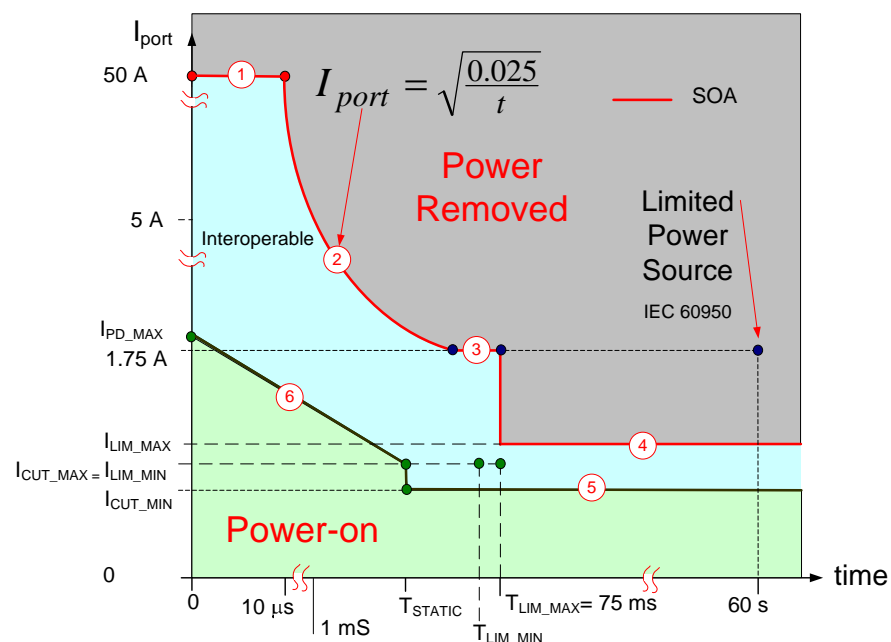 I_port
50 A
1
I_port = √(0.025/t)
SOA
Power
Removed
5 A
Interoperable
2
Limited
Power
Source
IEC 60950
I_PD_MAX
1.75 A
3
6
I_LIM_MAX
4
I_CUT_MAX = I_LIM_MIN
I_CUT_MIN
5
Power-on
0
time
0
10 µs
1 mS
T_STATIC
T_LIM_MIN
T_LIM_MAX = 75 ms
60 s